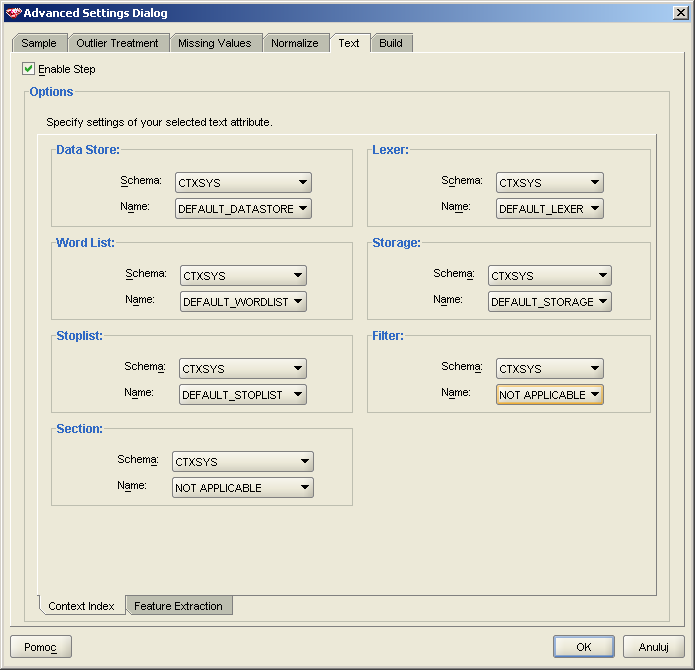 Advanced Settings Dialog
Sample Outlier Treatment Missing Values Normalize Text Build
Enable Step
Options
Specify settings of your selected text attribute.
Data Store:
Schema: CTXSYS
Name: DEFAULT_DATASTORE
Lexer:
Schema: CTXSYS
Name: DEFAULT_LEXER
Word List:
Schema: CTXSYS
Name: DEFAULT_WORDLIST
Storage:
Schema: CTXSYS
Name: DEFAULT_STORAGE
Stoplist:
Schema: CTXSYS
Name: DEFAULT_STOPLIST
Filter:
Schema: CTXSYS
Name: NOT APPLICABLE
Section:
Schema: CTXSYS
Name: NOT APPLICABLE
Context Index Feature Extraction
Pomoc OK Anuluj